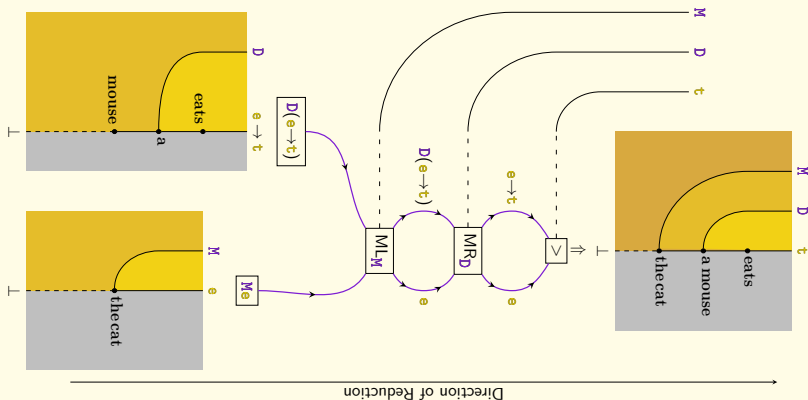 M D t
eats
a mouse
the cat
⊥
M D t
⇒
>
e→t e
MR_D
D(e→t) e
ML_M
D(e→t) Me
D e→t
eats
a
mouse
⊥
M e
the cat
⊥
Direction of Reduction